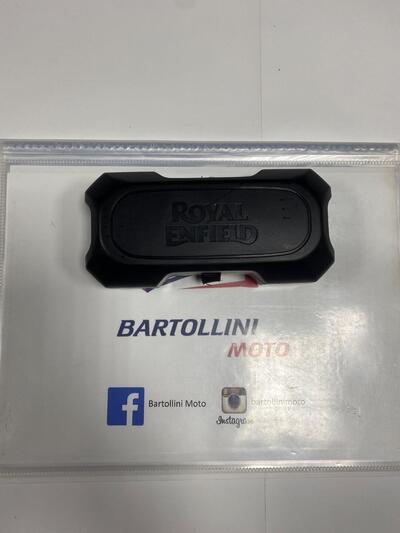 ROYAL
ENFIELD
BARTOLLINI
MOTO
Bartollini Moto
bartollinimoto
Instagram